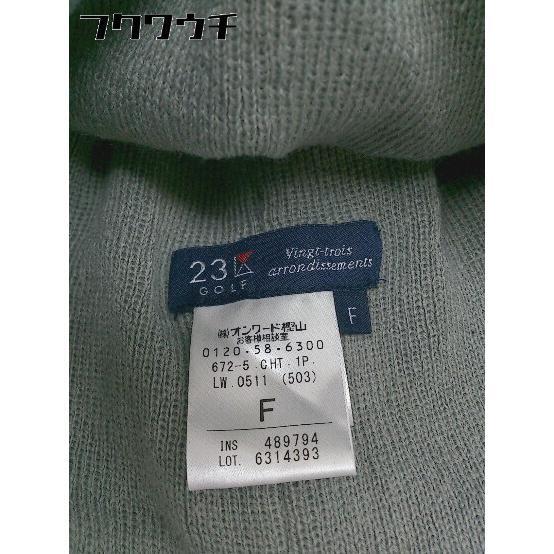 フクワウチ
23区
GOLF
Vingt-trois
arrondissements
F
㈱オンワード樫山
お客様相談室
0120-58-6300
672-5.CHT.1P.
LW.0511 (503)
F
INS 489794
LOT. 6314393